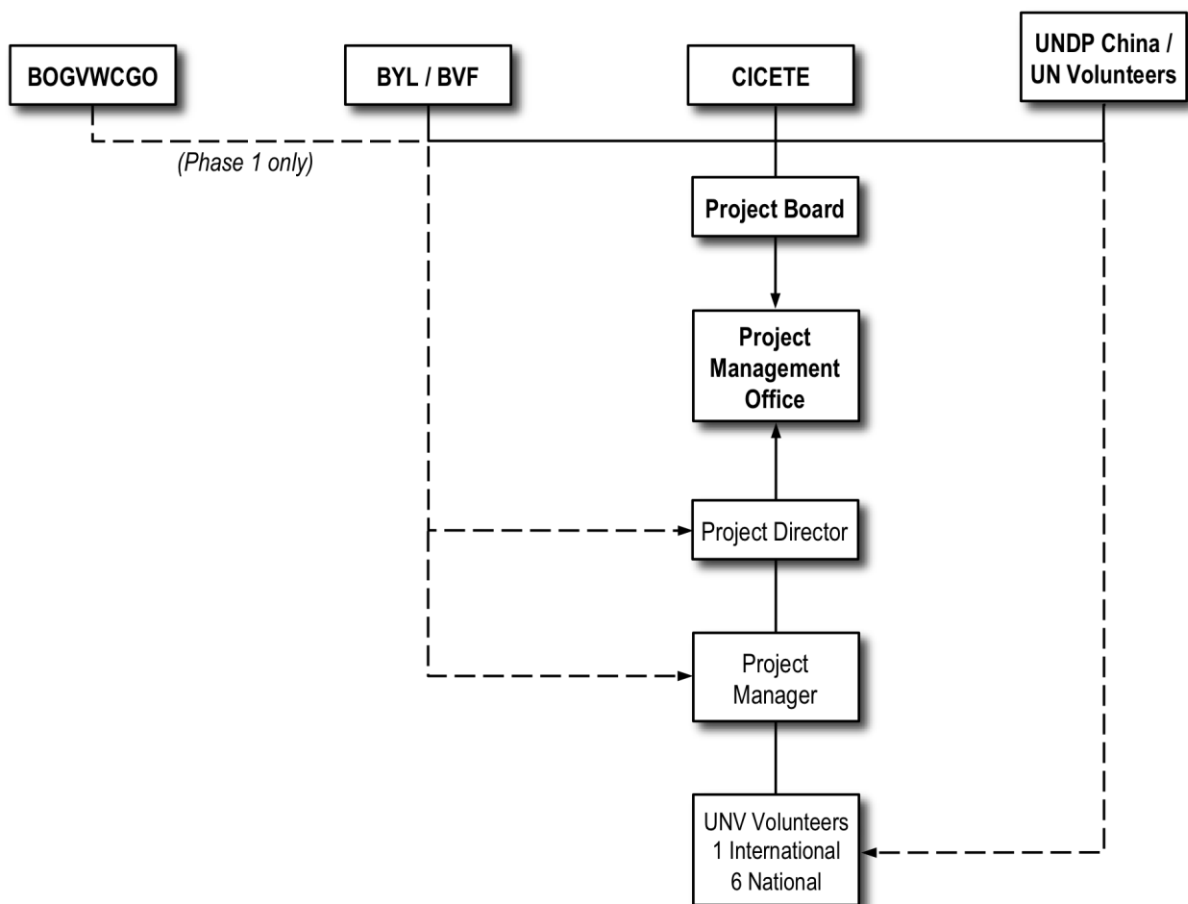 BOGVWCGO
BYL / BVF
CICETE
UNDP China /
UN Volunteers
(Phase 1 only)
Project Board
Project
Management
Office
Project Director
Project
Manager
UNV Volunteers
1 International
6 National